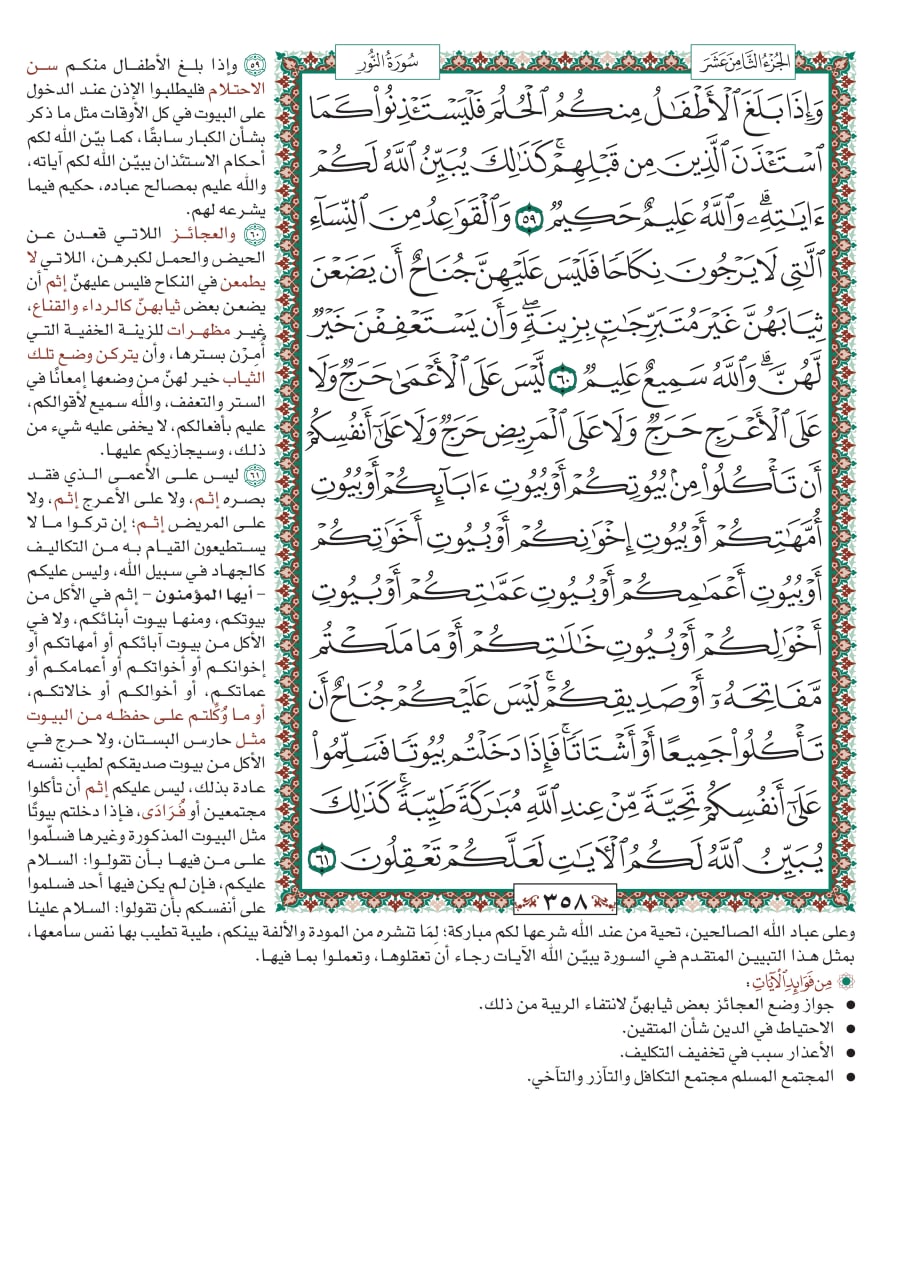 الجُزْءُ الثَّامِنَ عَشَرَ
سُورَةُ النُّورِ
وَإِذَا بَلَغَ ٱلۡأَطۡفَٰلُ مِنكُمُ ٱلۡحُلُمَ فَلۡيَسۡتَـٔۡذِنُواْ كَمَا
ٱسۡتَـٔۡذَنَ ٱلَّذِينَ مِن قَبۡلِهِمۡۚ كَذَٰلِكَ يُبَيِّنُ ٱللَّهُ لَكُمۡ
ءَايَٰتِهِۦۗ وَٱللَّهُ عَلِيمٌ حَكِيمٞ ٥٩ وَٱلۡقَوَٰعِدُ مِنَ ٱلنِّسَآءِ
ٱلَّٰتِي لَا يَرۡجُونَ نِكَاحٗا فَلَيۡسَ عَلَيۡهِنَّ جُنَاحٌ أَن يَضَعۡنَ
ثِيَابَهُنَّ غَيۡرَ مُتَبَرِّجَٰتِۭ بِزِينَةٖۖ وَأَن يَسۡتَعۡفِفۡنَ خَيۡرٞ
لَّهُنَّۗ وَٱللَّهُ سَمِيعٌ عَلِيمٞ ٦٠ لَّيۡسَ عَلَى ٱلۡأَعۡمَىٰ حَرَجٞ وَلَا
عَلَى ٱلۡأَعۡرَجِ حَرَجٞ وَلَا عَلَى ٱلۡمَرِيضِ حَرَجٞ وَلَا عَلَىٰٓ أَنفُسِكُمۡ
أَن تَأۡكُلُواْ مِنۢ بُيُوتِكُمۡ أَوۡ بُيُوتِ ءَابَآئِكُمۡ أَوۡ بُيُوتِ
أُمَّهَٰتِكُمۡ أَوۡ بُيُوتِ إِخۡوَٰنِكُمۡ أَوۡ بُيُوتِ أَخَوَٰتِكُمۡ
أَوۡ بُيُوتِ أَعۡمَٰمِكُمۡ أَوۡ بُيُوتِ عَمَّٰتِكُمۡ أَوۡ بُيُوتِ
أَخۡوَٰلِكُمۡ أَوۡ بُيُوتِ خَٰلَٰتِكُمۡ أَوۡ مَا مَلَكۡتُم
مَّفَاتِحَهُۥٓ أَوۡ صَدِيقِكُمۡۚ لَيۡسَ عَلَيۡكُمۡ جُنَاحٌ أَن
تَأۡكُلُواْ جَمِيعًا أَوۡ أَشۡتَاتٗاۚ فَإِذَا دَخَلۡتُم بُيُوتٗا فَسَلِّمُواْ
عَلَىٰٓ أَنفُسِكُمۡ تَحِيَّةٗ مِّنۡ عِندِ ٱللَّهِ مُبَٰرَكَةٗ طَيِّبَةٗۚ كَذَٰلِكَ
يُبَيِّنُ ٱللَّهُ لَكُمُ ٱلۡأٓيَٰتِ لَعَلَّكُمۡ تَعۡقِلُونَ ٦١
٣٥٨
٥٩ وإذا بلغ الأطفال منكم سن
الاحتلام فليطلبوا الإذن عند الدخول
على البيوت في كل الأوقات مثل ما ذكر
بشأن الكبار سابقًا، كما بيّن الله لكم
أحكام الاستئذان يبيّن الله لكم آياته،
والله عليم بمصالح عباده، حكيم فيما
يشرعه لهم.
٦٠ والعجائز اللاتي قعدن عن
الحيض والحمل لكبرهن، اللاتي لا
يطمعن في النكاح فليس عليهنّ إثم أن
يضعن بعض ثيابهنّ كالرداء والقناع،
غير مظهرات للزينة الخفية التي
أُمِرْن بسترها، وأن يتركن وضع تلك
الثياب خير لهنّ من وضعها إمعانًا في
الستر والتعفف، والله سميع لأقوالكم،
عليم بأفعالكم، لا يخفى عليه شيء من
ذلك، وسيجازيكم عليها.
٦١ ليس على الأعمى الذي فقد
بصره إثم، ولا على الأعرج إثم، ولا
على المريض إثم؛ إن تركوا ما لا
يستطيعون القيام به من التكاليف
كالجهاد في سبيل الله، وليس عليكم
- أيها المؤمنون - إثم في الأكل من
بيوتكم، ومنها بيوت أبنائكم، ولا في
الأكل من بيوت آبائكم أو أمهاتكم أو
إخوانكم أو أخواتكم أو أعمامكم أو
عماتكم، أو أخوالكم أو خالاتكم،
أو ما وُكِّلتم على حفظه من البيوت
مثل حارس البستان، ولا حرج في
الأكل من بيوت صديقكم لطيب نفسه
عادة بذلك، ليس عليكم إثم أن تأكلوا
مجتمعين أو فُرَادَى، فإذا دخلتم بيوتًا
مثل البيوت المذكورة وغيرها فسلّموا
على من فيها بأن تقولوا: السلام
عليكم، فإن لم يكن فيها أحد فسلموا
على أنفسكم بأن تقولوا: السلام علينا
وعلى عباد الله الصالحين، تحية من عند الله شرعها لكم مباركة؛ لِمَا تنشره من المودة والألفة بينكم، طيبة تطيب بها نفس سامعها،
بمثل هذا التبيين المتقدم في السورة يبيّن الله الآيات رجاء أن تعقلوها، وتعملوا بما فيها.
مِن فَوَائِدِ الْآيَاتِ:
● جواز وضع العجائز بعض ثيابهنّ لانتفاء الريبة من ذلك.
● الاحتياط في الدين شأن المتقين.
● الأعذار سبب في تخفيف التكليف.
● المجتمع المسلم مجتمع التكافل والتآزر والتآخي.